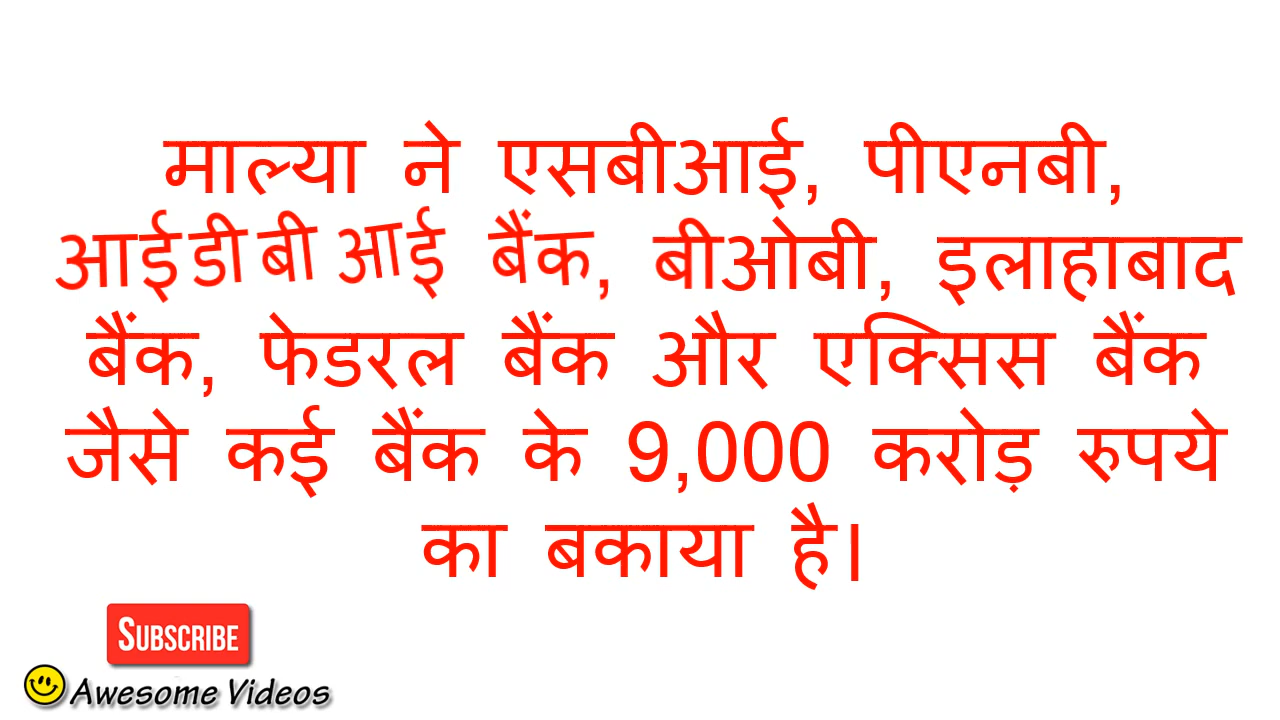 माल्या ने एसबीआई, पीएनबी,
आईडीबीआई बैंक, बीओबी, इलाहाबाद
बैंक, फेडरल बैंक और एक्सिस बैंक
जैसे कई बैंक के 9,000 करोड़ रुपये
का बकाया है।
SUBSCRIBE
Awesome Videos